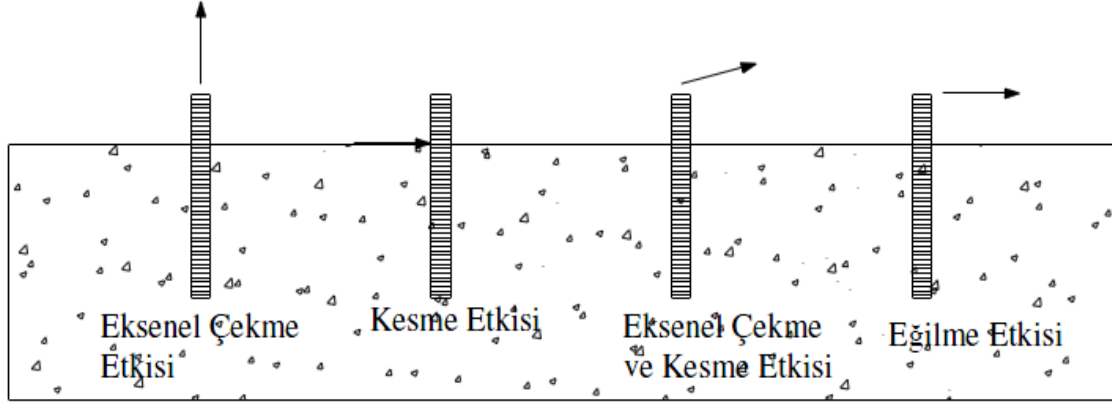 Eksenel Çekme
Etkisi
Kesme Etkisi
Eksenel Çekme
ve Kesme Etkisi
Eğilme Etkisi